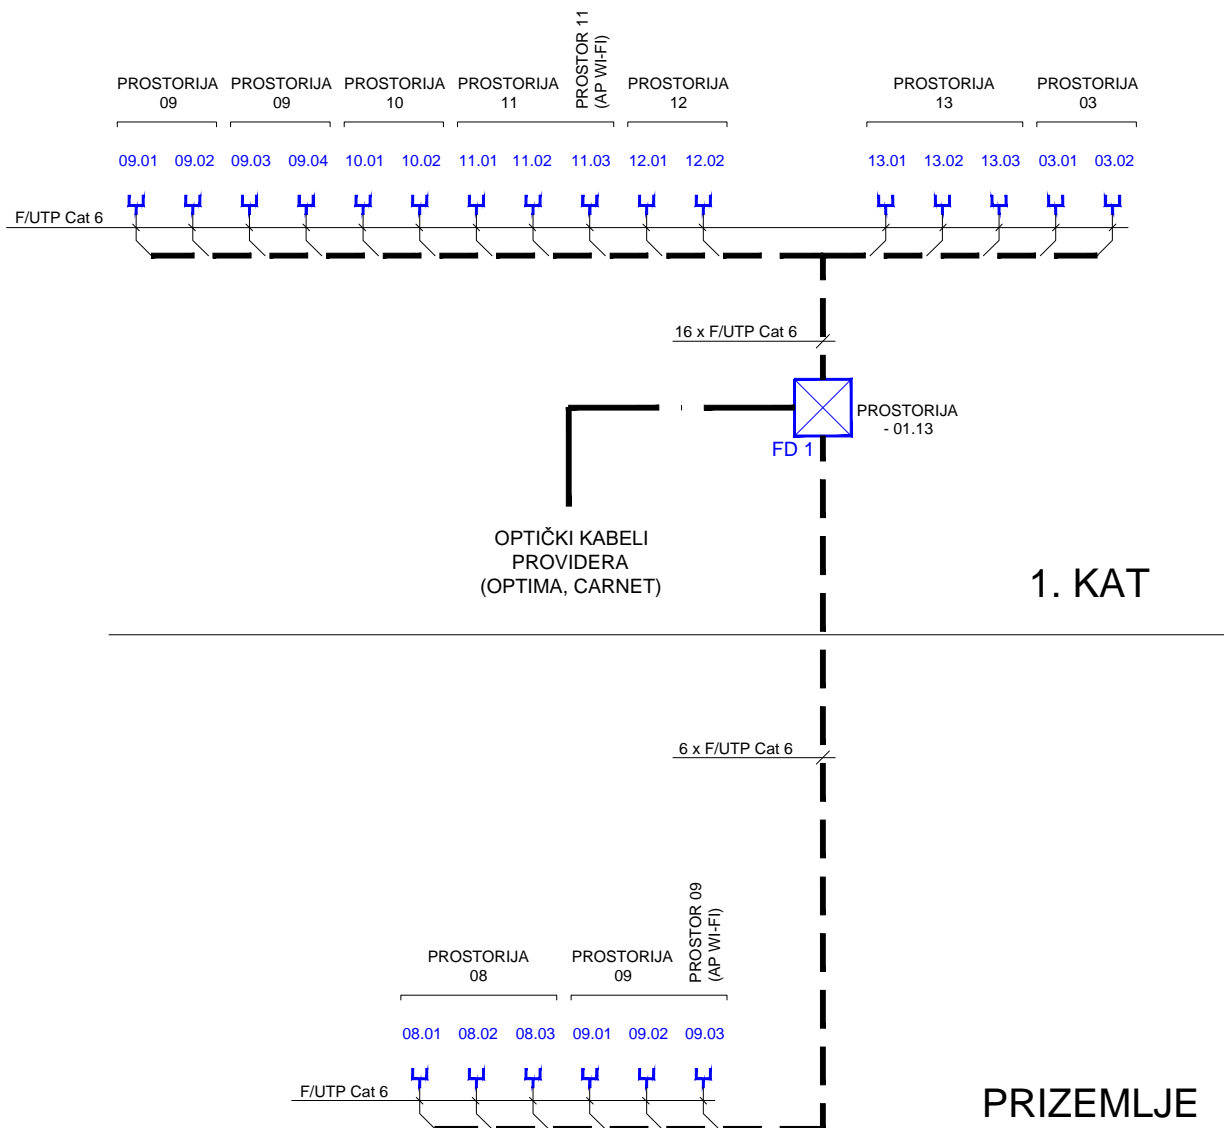 PROSTOR 11
(AP WI-FI)
PROSTORIJA
09
PROSTORIJA
09
PROSTORIJA
10
PROSTORIJA
11
PROSTORIJA
12
PROSTORIJA
13
PROSTORIJA
03
09.01 09.02 09.03 09.04 10.01 10.02 11.01 11.02 11.03 12.01 12.02 13.01 13.02 13.03 03.01 03.02
F/UTP Cat 6
16 x F/UTP Cat 6
PROSTORIJA
- 01.13
FD 1
OPTIČKI KABELI
PROVIDERA
(OPTIMA, CARNET)
1. KAT
6 x F/UTP Cat 6
PROSTOR 09
(AP WI-FI)
PROSTORIJA
08
PROSTORIJA
09
08.01 08.02 08.03 09.01 09.02 09.03
F/UTP Cat 6
PRIZEMLJE